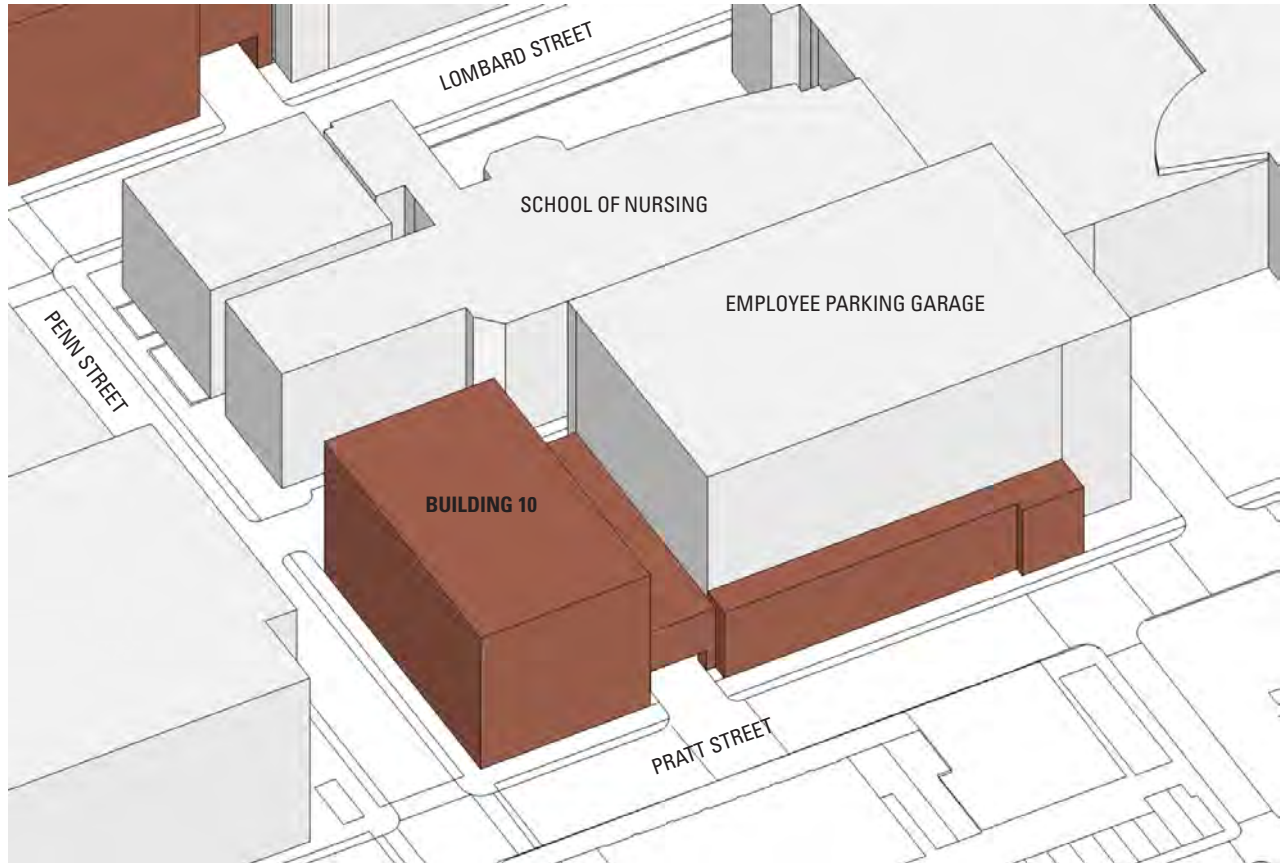 LOMBARD STREET
SCHOOL OF NURSING
EMPLOYEE PARKING GARAGE
PENN STREET
BUILDING 10
PRATT STREET